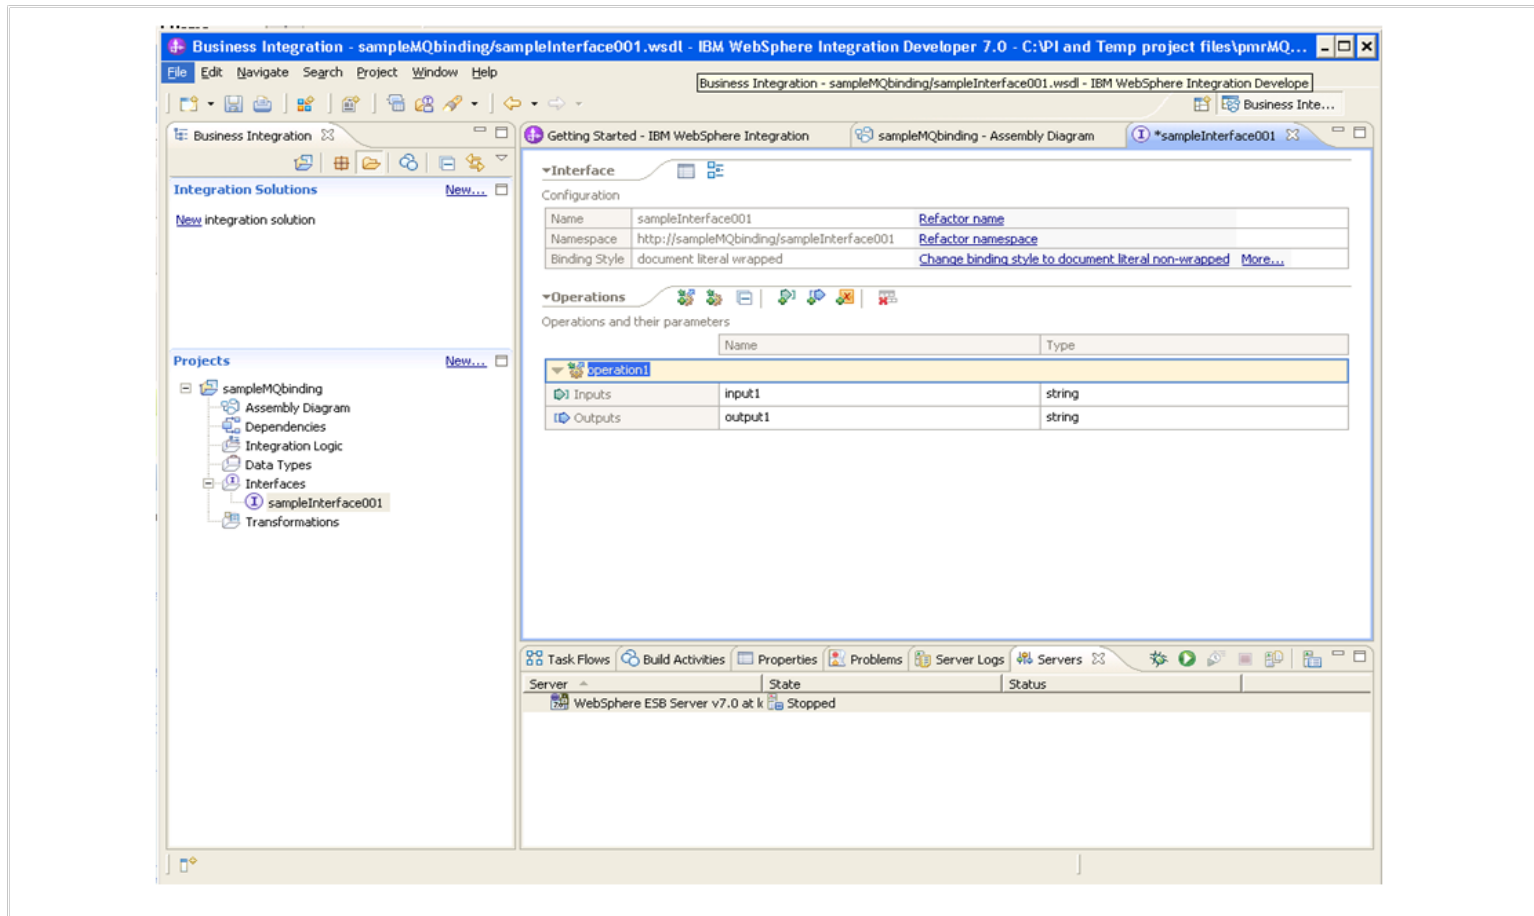 Business Integration - sampleMQbinding/sampleInterface001.wsdl - IBM WebSphere Integration Developer 7.0 - C:\PI and Temp project files\pmrMQ...
File Edit Navigate Search Project Window Help
Business Integration - sampleMQbinding/sampleInterface001.wsdl - IBM WebSphere Integration Develope
Business Inte...
Business Integration
Getting Started - IBM WebSphere Integration
sampleMQbinding - Assembly Diagram
*sampleInterface001
Integration Solutions New...
New integration solution
Projects New...
sampleMQbinding
Assembly Diagram
Dependencies
Integration Logic
Data Types
Interfaces
sampleInterface001
Transformations
Interface
Configuration
Name sampleInterface001 Refactor name
Namespace http://sampleMQbinding/sampleInterface001 Refactor namespace
Binding Style document literal wrapped Change binding style to document literal non-wrapped More...
Operations
Operations and their parameters
Name Type
operation1
Inputs input1 string
Outputs output1 string
Task Flows Build Activities Properties Problems Server Logs Servers
Server State Status
WebSphere ESB Server v7.0 at k Stopped